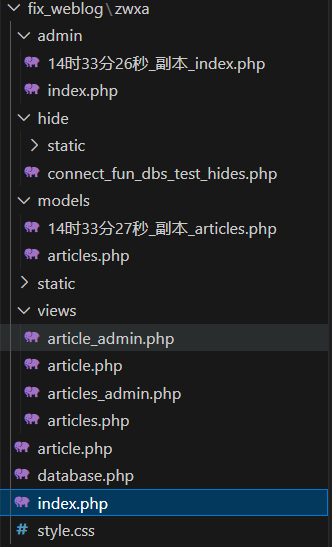 fix_weblog\zwxa
admin
14时33分26秒_副本_index.php
index.php
hide
static
connect_fun_dbs_test_hides.php
models
14时33分27秒_副本_articles.php
articles.php
static
views
article_admin.php
article.php
articles_admin.php
articles.php
article.php
database.php
index.php
# style.css